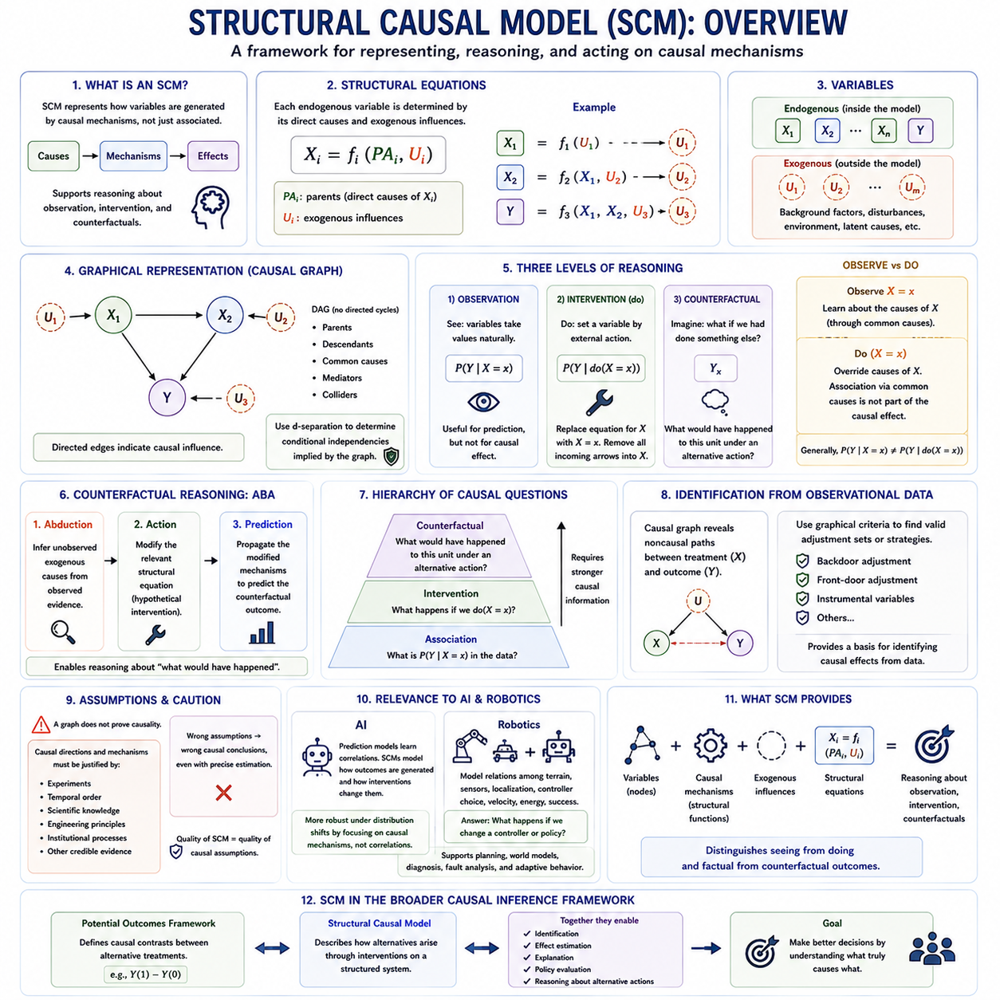 STRUCTURAL CAUSAL MODEL (SCM): OVERVIEW
A framework for representing, reasoning, and acting on causal mechanisms
1. WHAT IS AN SCM?
SCM represents how variables are generated
by causal mechanisms, not just associated.
Causes
Mechanisms
Effects
Supports reasoning about
observation, intervention, and
counterfactuals.
2. STRUCTURAL EQUATIONS
Each endogenous variable is determined by
its direct causes and exogenous influences.
Xᵢ = fᵢ (PAᵢ, Uᵢ)
PAᵢ: parents (direct causes of Xᵢ)
Uᵢ : exogenous influences
Example
X₁ = f₁ (U₁) U₁
X₂ = f₂ (X₁, U₂) U₂
Y = f₃ (X₁, X₂, U₃) U₃
3. VARIABLES
Endogenous (inside the model)
X₁ X₂ ... Xₙ Y
Exogenous (outside the model)
U₁ U₂ ... Uₘ
Background factors, disturbances,
environment, latent causes, etc.
4. GRAPHICAL REPRESENTATION (CAUSAL GRAPH)
U₁ X₁ X₂ U₂
Y U₃
DAG (no directed cycles)
• Parents
• Descendants
• Common causes
• Mediators
• Colliders
Directed edges indicate causal influence.
Use d-separation to determine
conditional independencies
implied by the graph.
5. THREE LEVELS OF REASONING
1) OBSERVATION
See: variables take
values naturally.
P(Y | X = x)
Useful for prediction,
but not for causal
effect.
2) INTERVENTION (do)
Do: set a variable by
external action.
P(Y | do(X = x))
Replace equation for X
with X = x. Remove all
incoming arrows into X.
3) COUNTERFACTUAL
Imagine: what if we had
done something else?
Yₓ
What would have happened
to this unit under an
alternative action?
OBSERVE vs DO
Observe X = x
Learn about the causes of X
(through common causes).
Do (X = x)
Override causes of X.
Association via common
causes is not part of the
causal effect.
Generally, P(Y | X = x) ≠ P(Y | do(X = x))
6. COUNTERFACTUAL REASONING: ABA
1. Abduction
Infer unobserved
exogenous
causes from
observed
evidence.
2. Action
Modify the
relevant
structural
equation
(hypothetical
intervention).
3. Prediction
Propagate the
modified
mechanisms
to predict the
counterfactual
outcome.
Enables reasoning about “what would have happened”.
7. HIERARCHY OF CAUSAL QUESTIONS
Counterfactual
What would have happened
to this unit under an
alternative action?
Intervention
What happens if we do(X = x)?
Association
What is P(Y | X = x) in the data?
Requires
stronger
causal
information
8. IDENTIFICATION FROM OBSERVATIONAL DATA
Causal graph reveals
noncausal paths
between treatment (X)
and outcome (Y).
U
X Y
Use graphical criteria to find valid
adjustment sets or strategies.
Backdoor adjustment
Front-door adjustment
Instrumental variables
Others...
Provides a basis for identifying
causal effects from data.
9. ASSUMPTIONS & CAUTION
A graph does not prove causality.
Causal directions and mechanisms
must be justified by:
• Experiments
• Temporal order
• Scientific knowledge
• Engineering principles
• Institutional processes
• Other credible evidence
Wrong assumptions →
wrong causal conclusions,
even with precise estimation.
Quality of SCM = quality of
causal assumptions.
10. RELEVANCE TO AI & ROBOTICS
AI
Prediction models learn
correlations. SCMs model
how outcomes are generated
and how interventions
change them.
More robust under distribution
shifts by focusing on causal
mechanisms, not correlations.
Robotics
+
Model relations among terrain,
sensors, localization, controller
choice, velocity, energy, success.
Answer: What happens if we
change a controller or policy?
Supports planning, world models,
diagnosis, fault analysis, and adaptive behavior.
11. WHAT SCM PROVIDES
+ + + =
Variables
(nodes)
Causal
mechanisms
(structural
functions)
Exogenous
influences
Xᵢ = fᵢ
(PAᵢ, Uᵢ)
Structural
equations
Reasoning about
observation,
intervention,
counterfactuals
Distinguishes seeing from doing
and factual from counterfactual outcomes.
12. SCM IN THE BROADER CAUSAL INFERENCE FRAMEWORK
Potential Outcomes Framework
Defines causal contrasts between
alternative treatments.
e.g., Y(1) − Y(0)
Structural Causal Model
Describes how alternatives arise
through interventions on a
structured system.
Together they enable
✓ Identification
✓ Effect estimation
✓ Explanation
✓ Policy evaluation
✓ Reasoning about alternative actions
Goal
Make better decisions by
understanding what truly
causes what.